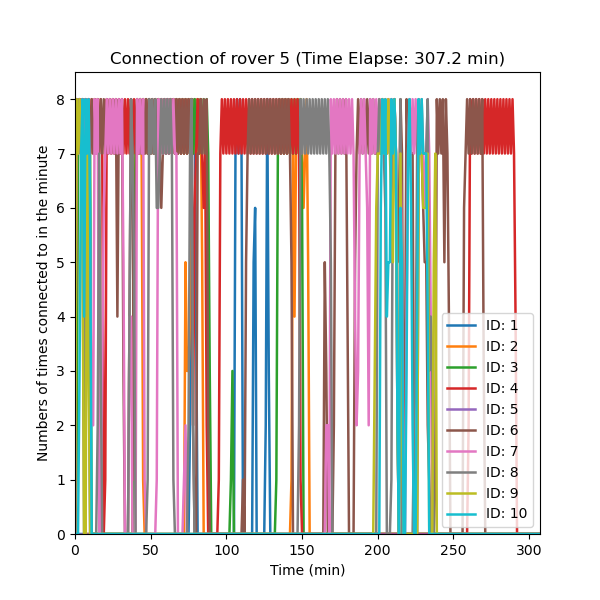 Connection of rover 5 (Time Elapse: 307.2 min)
Numbers of times connected to in the minute
8
7
6
5
4
3
2
1
0
0 50 100 150 200 250 300
Time (min)
ID: 1
ID: 2
ID: 3
ID: 4
ID: 5
ID: 6
ID: 7
ID: 8
ID: 9
ID: 10